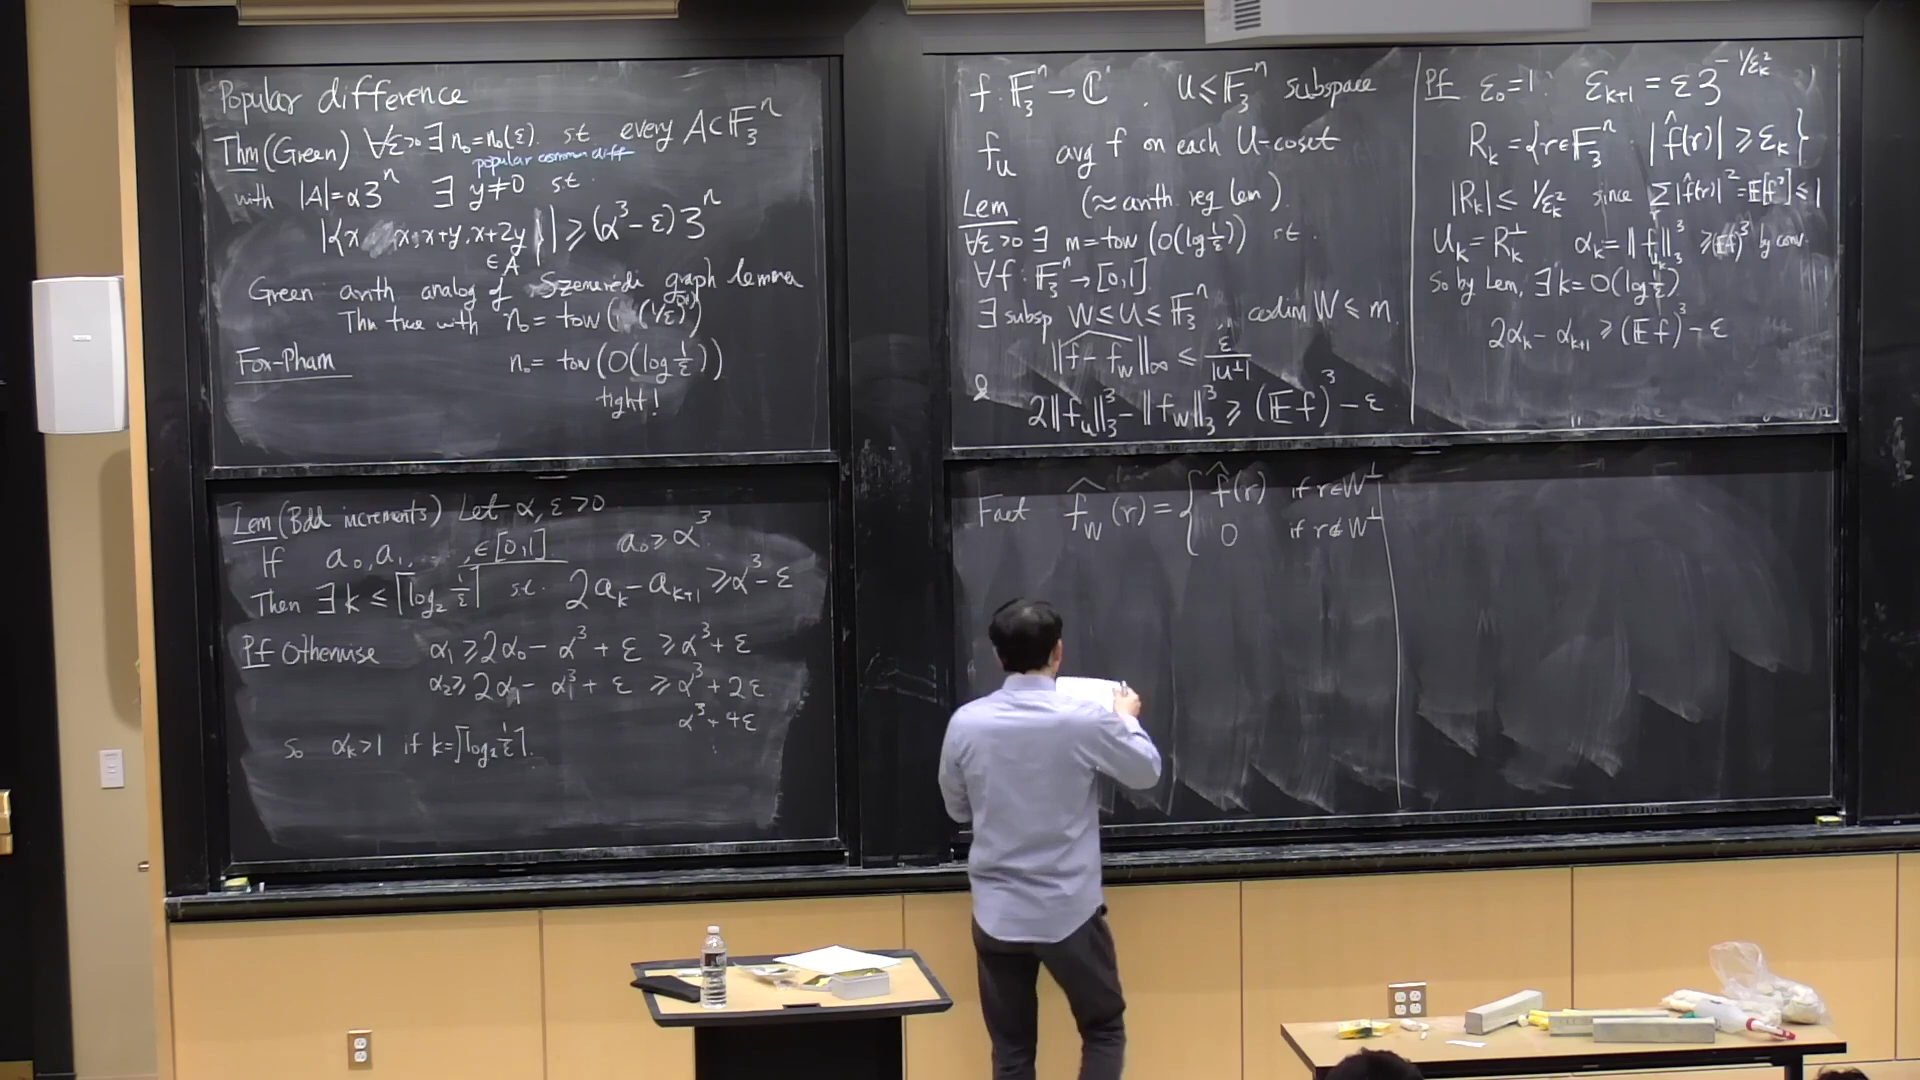 Popular difference
Thm (Green) ∀ε>0 ∃ n₀=n₀(ε) st every A⊂𝔽₃ⁿ
popular common diff
with |A|=α3ⁿ ∃ y≠0 st
|{x : x, x+y, x+2y ∈ A}| ≥ (α³-ε)3ⁿ
Green arith analog of Szemerédi graph lemma
Thm true with n₀ = tow((1/ε)^O(1))
Fox-Pham n₀ = tow(O(log 1/ε))
tight!
Lem (Bdd increments) Let α, ε>0
If a₀, a₁, ..., ∈[0,1] a₀≥α³
Then ∃ k ≤ ⌈log₂ 1/ε⌉ st. 2a_k - a_{k+1} ≥ α³-ε
Pf Otherwise α₁ ≥ 2α₀ - α³ + ε ≥ α³ + ε
α₂ ≥ 2α₁ - α³ + ε ≥ α³ + 2ε
α³ + 4ε
⋮
So α_k > 1 if k=⌈log₂ 1/ε⌉.
f: 𝔽₃ⁿ → ℂ, U ≤ 𝔽₃ⁿ subspace
f_U avg f on each U-coset
Lem (≈ arith reg lem)
∀ε>0 ∃ m = tow(O(log 1/ε)) st
∀f: 𝔽₃ⁿ → [0,1]
∃ subsp W ≤ U ≤ 𝔽₃ⁿ, codim W ≤ m
‖\widehat{f - f_W}‖_∞ ≤ ε/|U^⊥|
& 2‖f_U‖₃³ - ‖f_W‖₃³ ≥ (𝔼f)³ - ε
Pf ε₀=1. ε_{k+1} = ε3^{-1/ε_k²}
R_k = {r∈𝔽₃ⁿ : |f̂(r)| ≥ ε_k}
|R_k| ≤ 1/ε_k² since Σ_r |f̂(r)|² = 𝔼[f²] ≤ 1
U_k = R_k^⊥ α_k = ‖f_{U_k}‖₃³ ≥ (𝔼f)³ by conv.
So by Lem, ∃ k = O(log 1/ε)
2α_k - α_{k+1} ≥ (𝔼f)³ - ε
Fact \widehat{f_W}(r) = { f̂(r) if r∈W^⊥
0 if r∉W^⊥